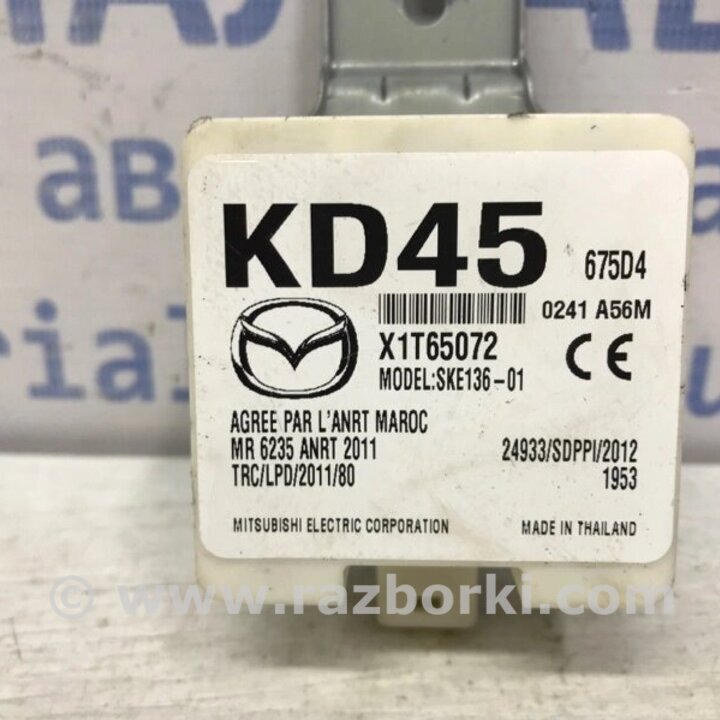 KD45 675D4
0241 A56M
X1T65072
MODEL:SKE136-01
CE
AGREE PAR L'ANRT MAROC
MR 6235 ANRT 2011 24933/SDPPI/2012
TRC/LPD/2011/80 1953
MITSUBISHI ELECTRIC CORPORATION MADE IN THAILAND
© www.razborki.com